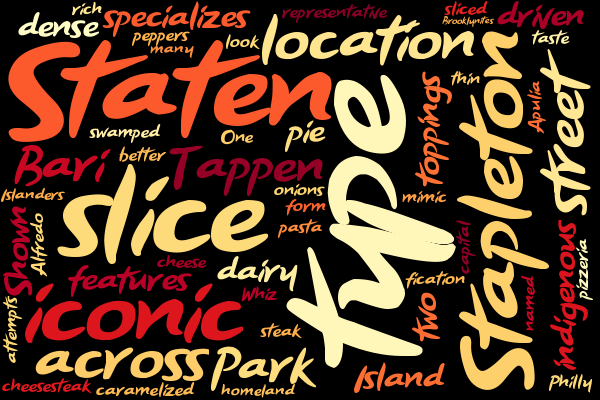 rich
dense
specializes
representative
sliced
Brooklynites
driven
peppers
many
look
location
taste
Staten
thin
swamped
One
pie
type
toppings
Stapleton
Apulia
street
Bari
better
Tappen
Islanders
slice
onions
form
mimic
pasta
Shown
Alfredo
cheese
features
dairy
Whiz
fication
capital
indigenous
pizzeria
iconic
steak
two
named
attempts
across
Park
Island
Philly
cheesesteak
caramelized
homeland